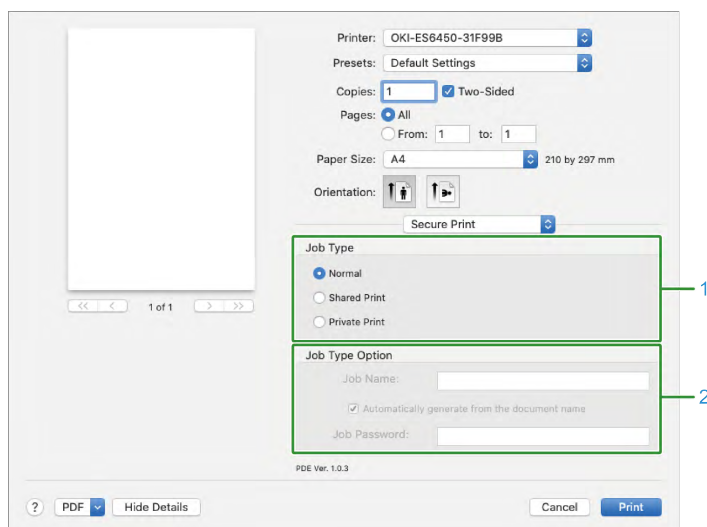 Printer: OKI-ES6450-31F99B
Presets: Default Settings
Copies: 1 Two-Sided
Pages: All
From: 1 to: 1
Paper Size: A4 210 by 297 mm
Orientation:
Secure Print
Job Type
Normal
Shared Print
Private Print
1
<< < 1 of 1 > >>
Job Type Option
Job Name:
Automatically generate from the document name
Job Password:
2
PDE Ver. 1.0.3
? PDF Hide Details Cancel Print